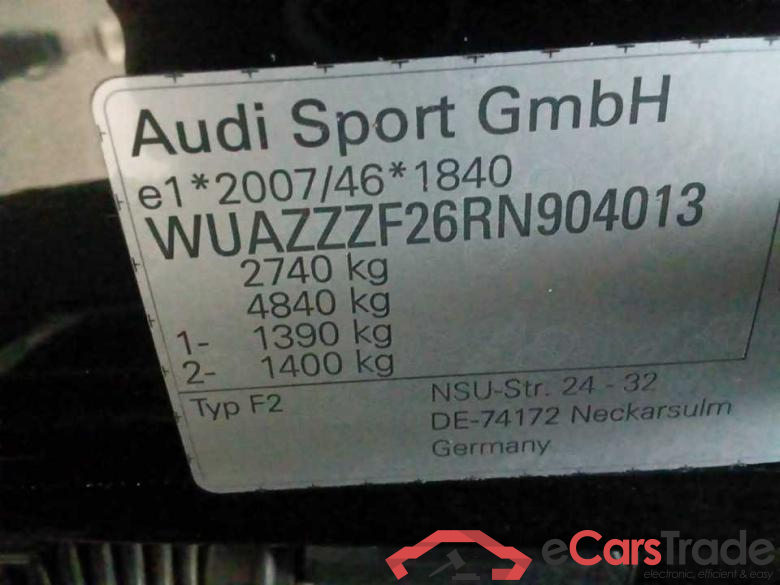 Audi Sport GmbH
e1*2007/46*1840
WUAZZZF26RN904013
2740 kg
4840 kg
1- 1390 kg
2- 1400 kg
Typ F2
NSU-Str. 24 - 32
DE-74172 Neckarsulm
Germany
eCarsTrade
electronic, efficient & easy